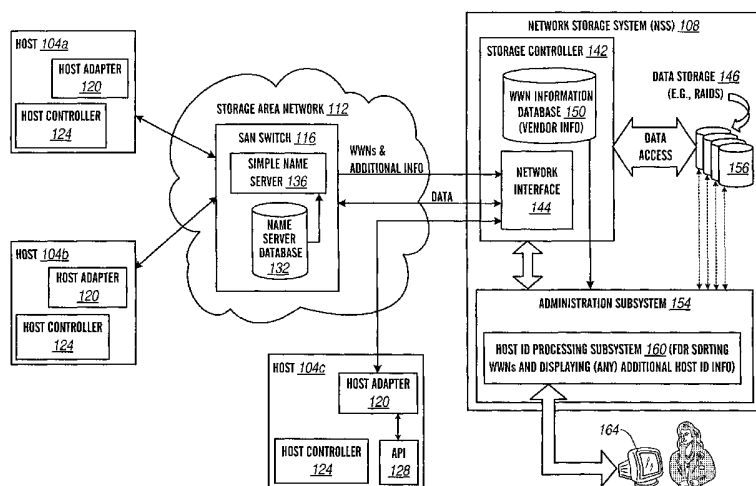 HOST 104a
HOST ADAPTER
120
HOST CONTROLLER
124
HOST 104b
HOST ADAPTER
120
HOST CONTROLLER
124
STORAGE AREA NETWORK 112
SAN SWITCH 116
SIMPLE NAME
SERVER 136
NAME
SERVER
DATABASE
132
WWNs &
ADDITIONAL INFO
DATA
HOST 104c
HOST ADAPTER
120
HOST CONTROLLER
124
API
128
NETWORK STORAGE SYSTEM (NSS) 108
STORAGE CONTROLLER 142
WWN INFORMATION
DATABASE 150
(VENDOR INFO)
NETWORK
INTERFACE
144
DATA
ACCESS
DATA STORAGE 146
(E.G., RAIDS)
156
ADMINISTRATION SUBSYSTEM 154
HOST ID PROCESSING SUBSYSTEM 160 (FOR SORTING
WWNs AND DISPLAYING (ANY) ADDITIONAL HOST ID INFO)
164